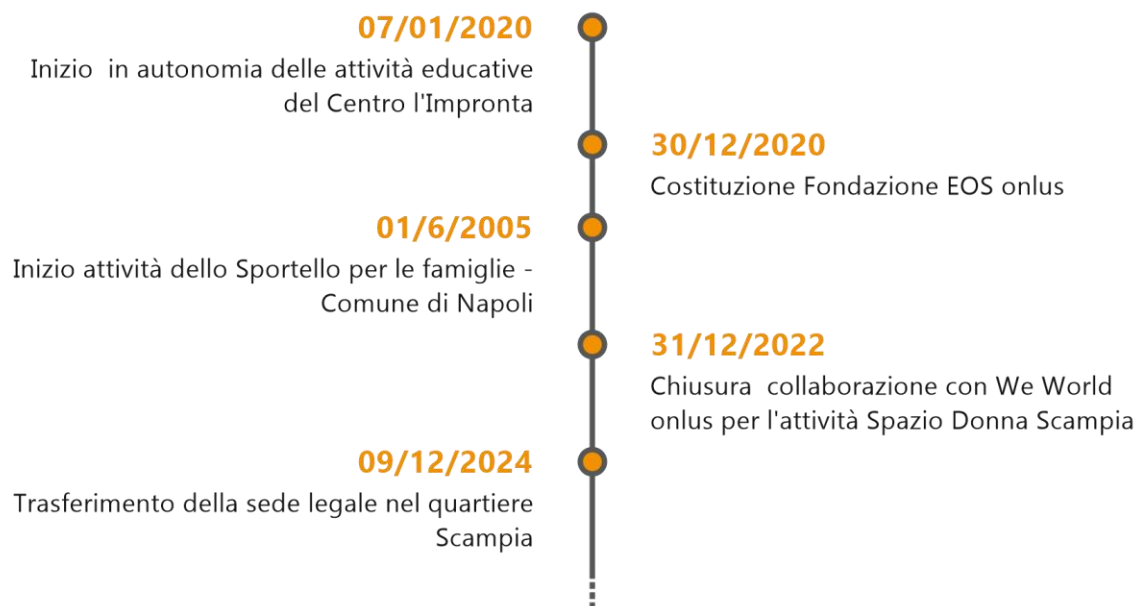 07/01/2020
Inizio  in autonomia delle attività educative
del Centro l'Impronta
30/12/2020
Costituzione Fondazione EOS onlus
01/6/2005
Inizio attività dello Sportello per le famiglie -
Comune di Napoli
31/12/2022
Chiusura  collaborazione con We World
onlus per l'attività Spazio Donna Scampia
09/12/2024
Trasferimento della sede legale nel quartiere
Scampia